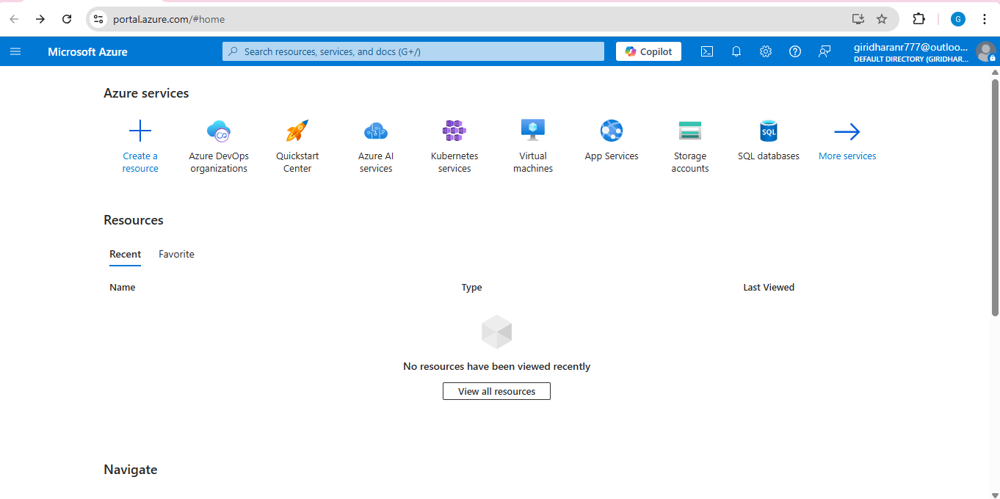 portal.azure.com/#home
G
Microsoft Azure
Search resources, services, and docs (G+/)
Copilot
giridharanr777@outloo...
DEFAULT DIRECTORY (GIRIDHAR...
Azure services
Create a
resource
Azure DevOps
organizations
Quickstart
Center
Azure AI
services
Kubernetes
services
Virtual
machines
App Services
Storage
accounts
SQL
SQL databases
More services
Resources
Recent
Favorite
Name
Type
Last Viewed
No resources have been viewed recently
View all resources
Navigate